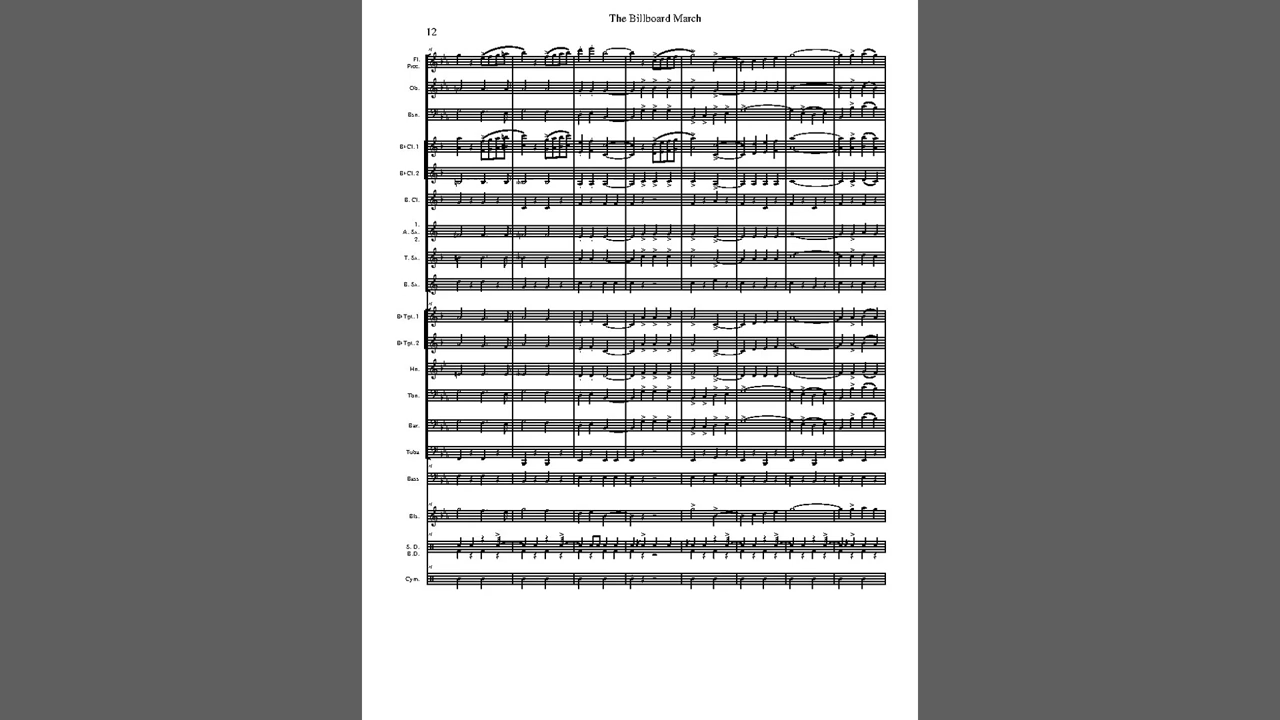 The Billboard March
12
Fl.
Picc.
Ob.
Bsn.
B♭ Cl. 1
B♭ Cl. 2
B. Cl.
1.
A. Sx.
2.
T. Sx.
B. Sx.
B♭ Tpt. 1
B♭ Tpt. 2
Hn.
Tbn.
Bar.
Tuba
Bass
Bls.
S. D.
B. D.
Cym.